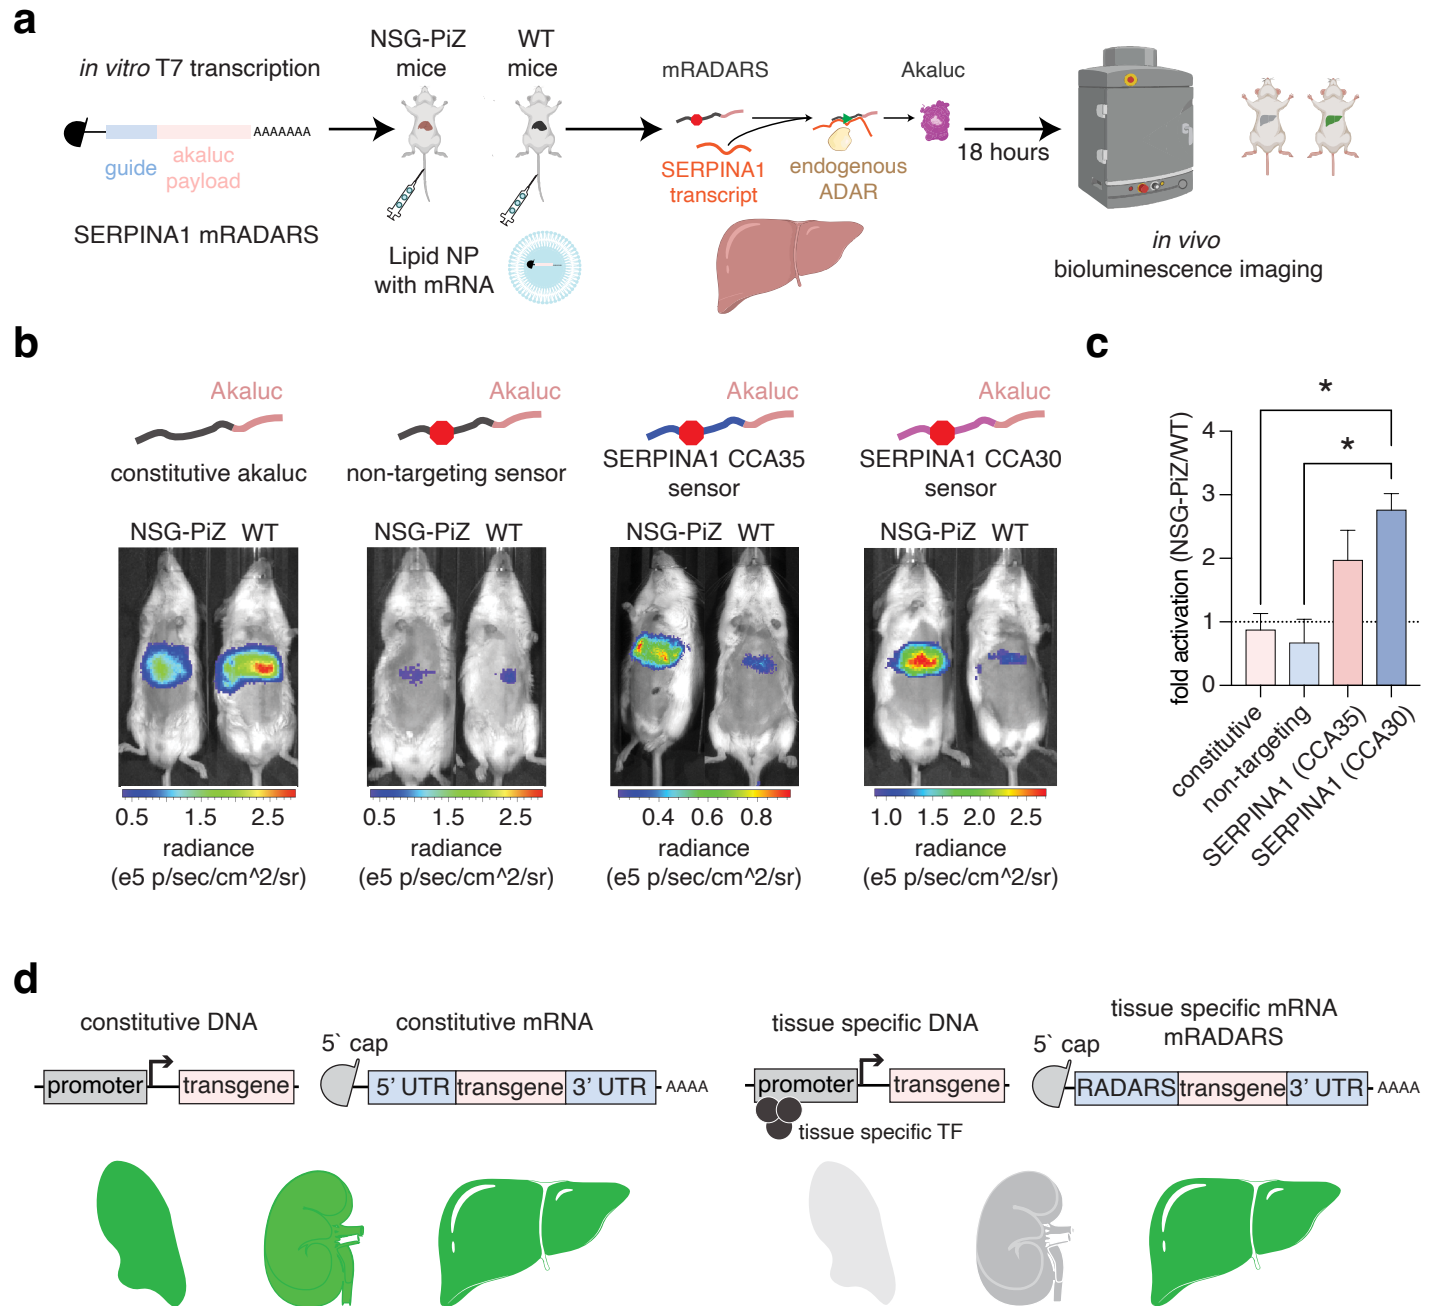 a
in vitro T7 transcription
AAAAAAA
guide
akaluc
payload
SERPINA1 mRADARS
NSG-PiZ
mice
WT
mice
Lipid NP
with mRNA
mRADARS
Akaluc
SERPINA1
transcript
endogenous
ADAR
18 hours
in vivo
bioluminescence imaging
b
Akaluc
constitutive akaluc
NSG-PiZ WT
0.5 1.5 2.5
radiance
(e5 p/sec/cm^2/sr)
Akaluc
non-targeting sensor
NSG-PiZ WT
0.5 1.5 2.5
radiance
(e5 p/sec/cm^2/sr)
Akaluc
SERPINA1 CCA35
sensor
NSG-PiZ WT
0.4 0.6 0.8
radiance
(e5 p/sec/cm^2/sr)
Akaluc
SERPINA1 CCA30
sensor
NSG-PiZ WT
1.0 1.5 2.0 2.5
radiance
(e5 p/sec/cm^2/sr)
c
fold activation (NSG-PiZ/WT)
4
3
2
1
0
*
*
constitutive
non-targeting
SERPINA1 (CCA35)
SERPINA1 (CCA30)
d
constitutive DNA
promoter
transgene
constitutive mRNA
5` cap
5' UTR transgene 3' UTR AAAA
tissue specific DNA
promoter
transgene
tissue specific TF
tissue specific mRNA
mRADARS
5` cap
RADARS transgene 3' UTR AAAA